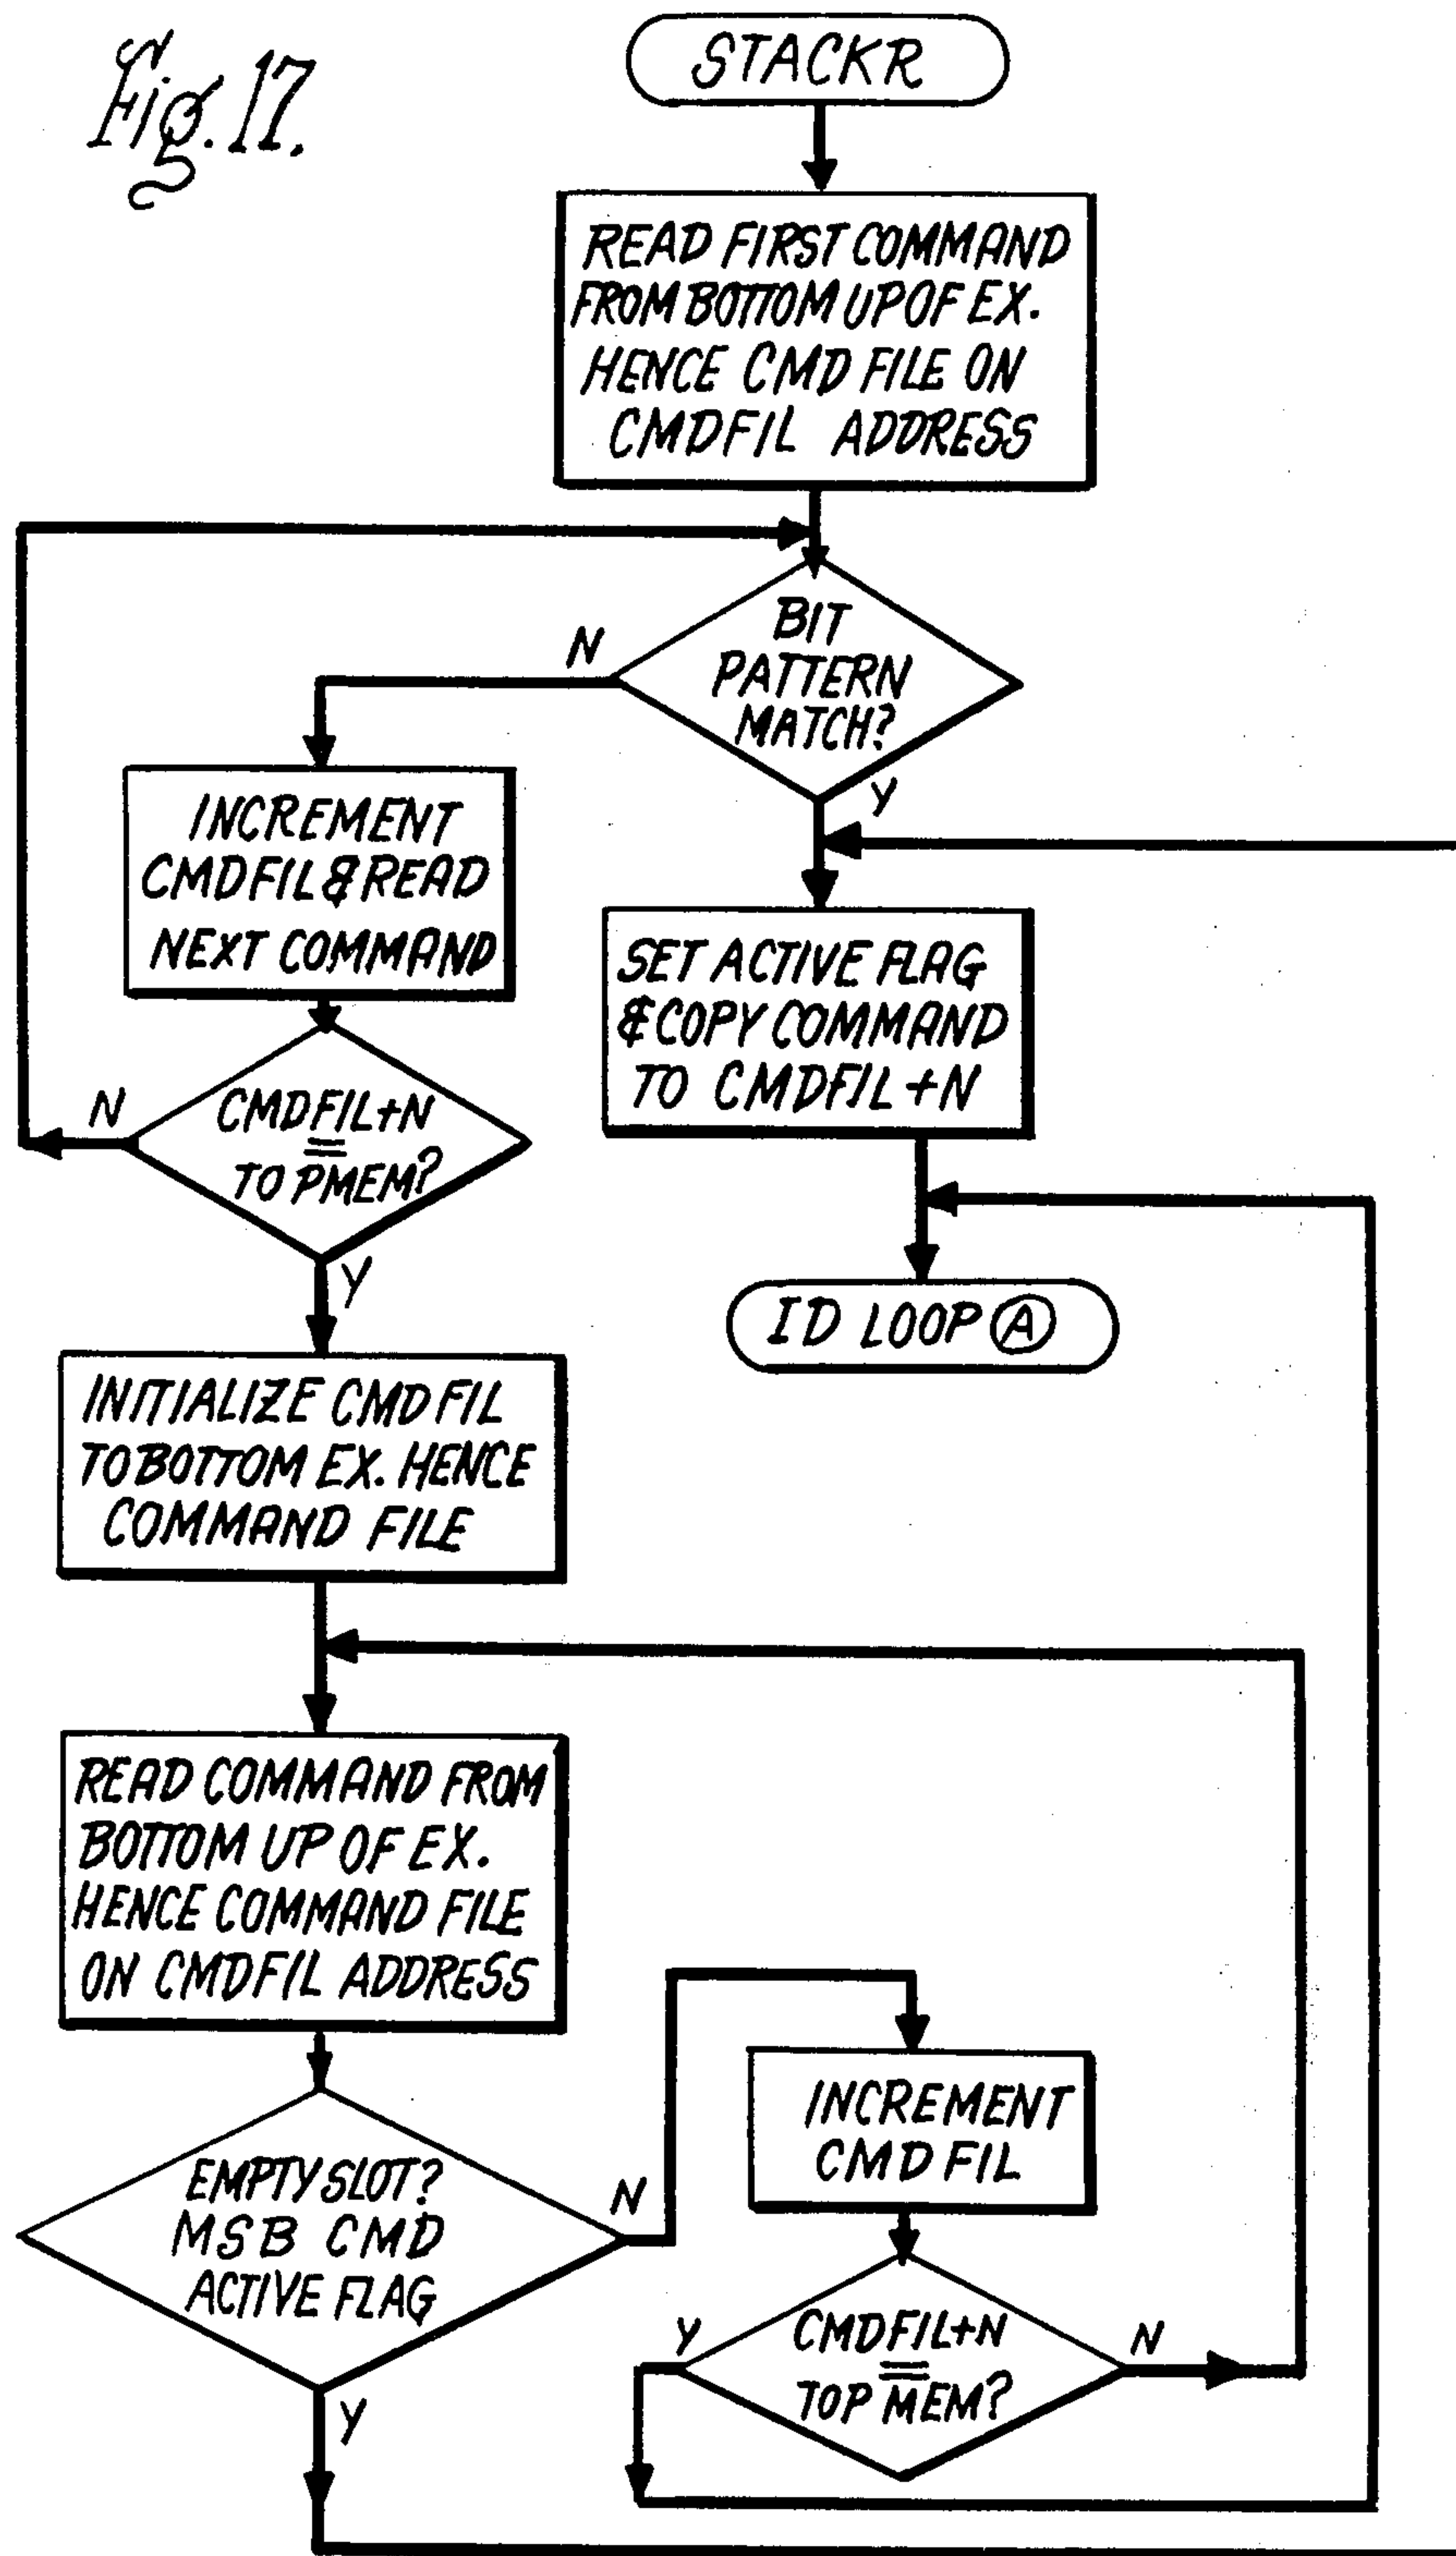 Fig. 17.
STACKR
READ FIRST COMMAND
FROM BOTTOM UP OF EX.
HENCE CMD FILE ON
CMDFIL ADDRESS
BIT
PATTERN
MATCH?
N
Y
INCREMENT
CMDFIL & READ
NEXT COMMAND
SET ACTIVE FLAG
& COPY COMMAND
TO CMDFIL +N
CMDFIL+N
=
TO PMEM?
N
Y
ID LOOP A
INITIALIZE CMDFIL
TO BOTTOM EX. HENCE
COMMAND FILE
READ COMMAND FROM
BOTTOM UP OF EX.
HENCE COMMAND FILE
ON CMDFIL ADDRESS
EMPTY SLOT?
MSB CMD
ACTIVE FLAG
N
Y
INCREMENT
CMDFIL
CMDFIL+N
=
TOP MEM?
Y
N